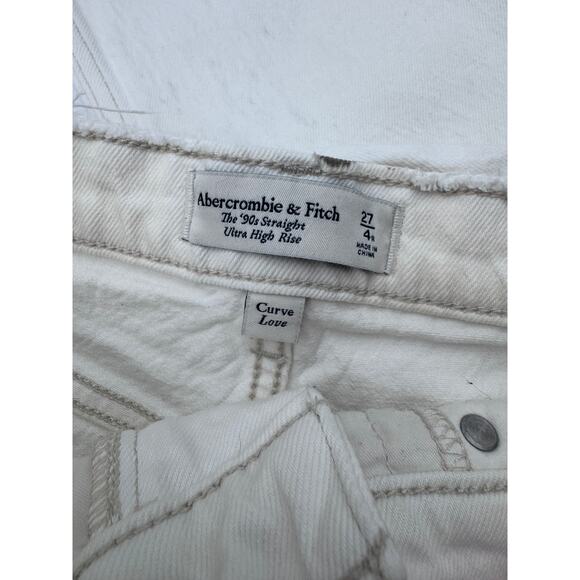 Abercrombie & Fitch
The '90s Straight
Ultra High Rise
27
4R
MADE IN
CHINA
Curve
Love